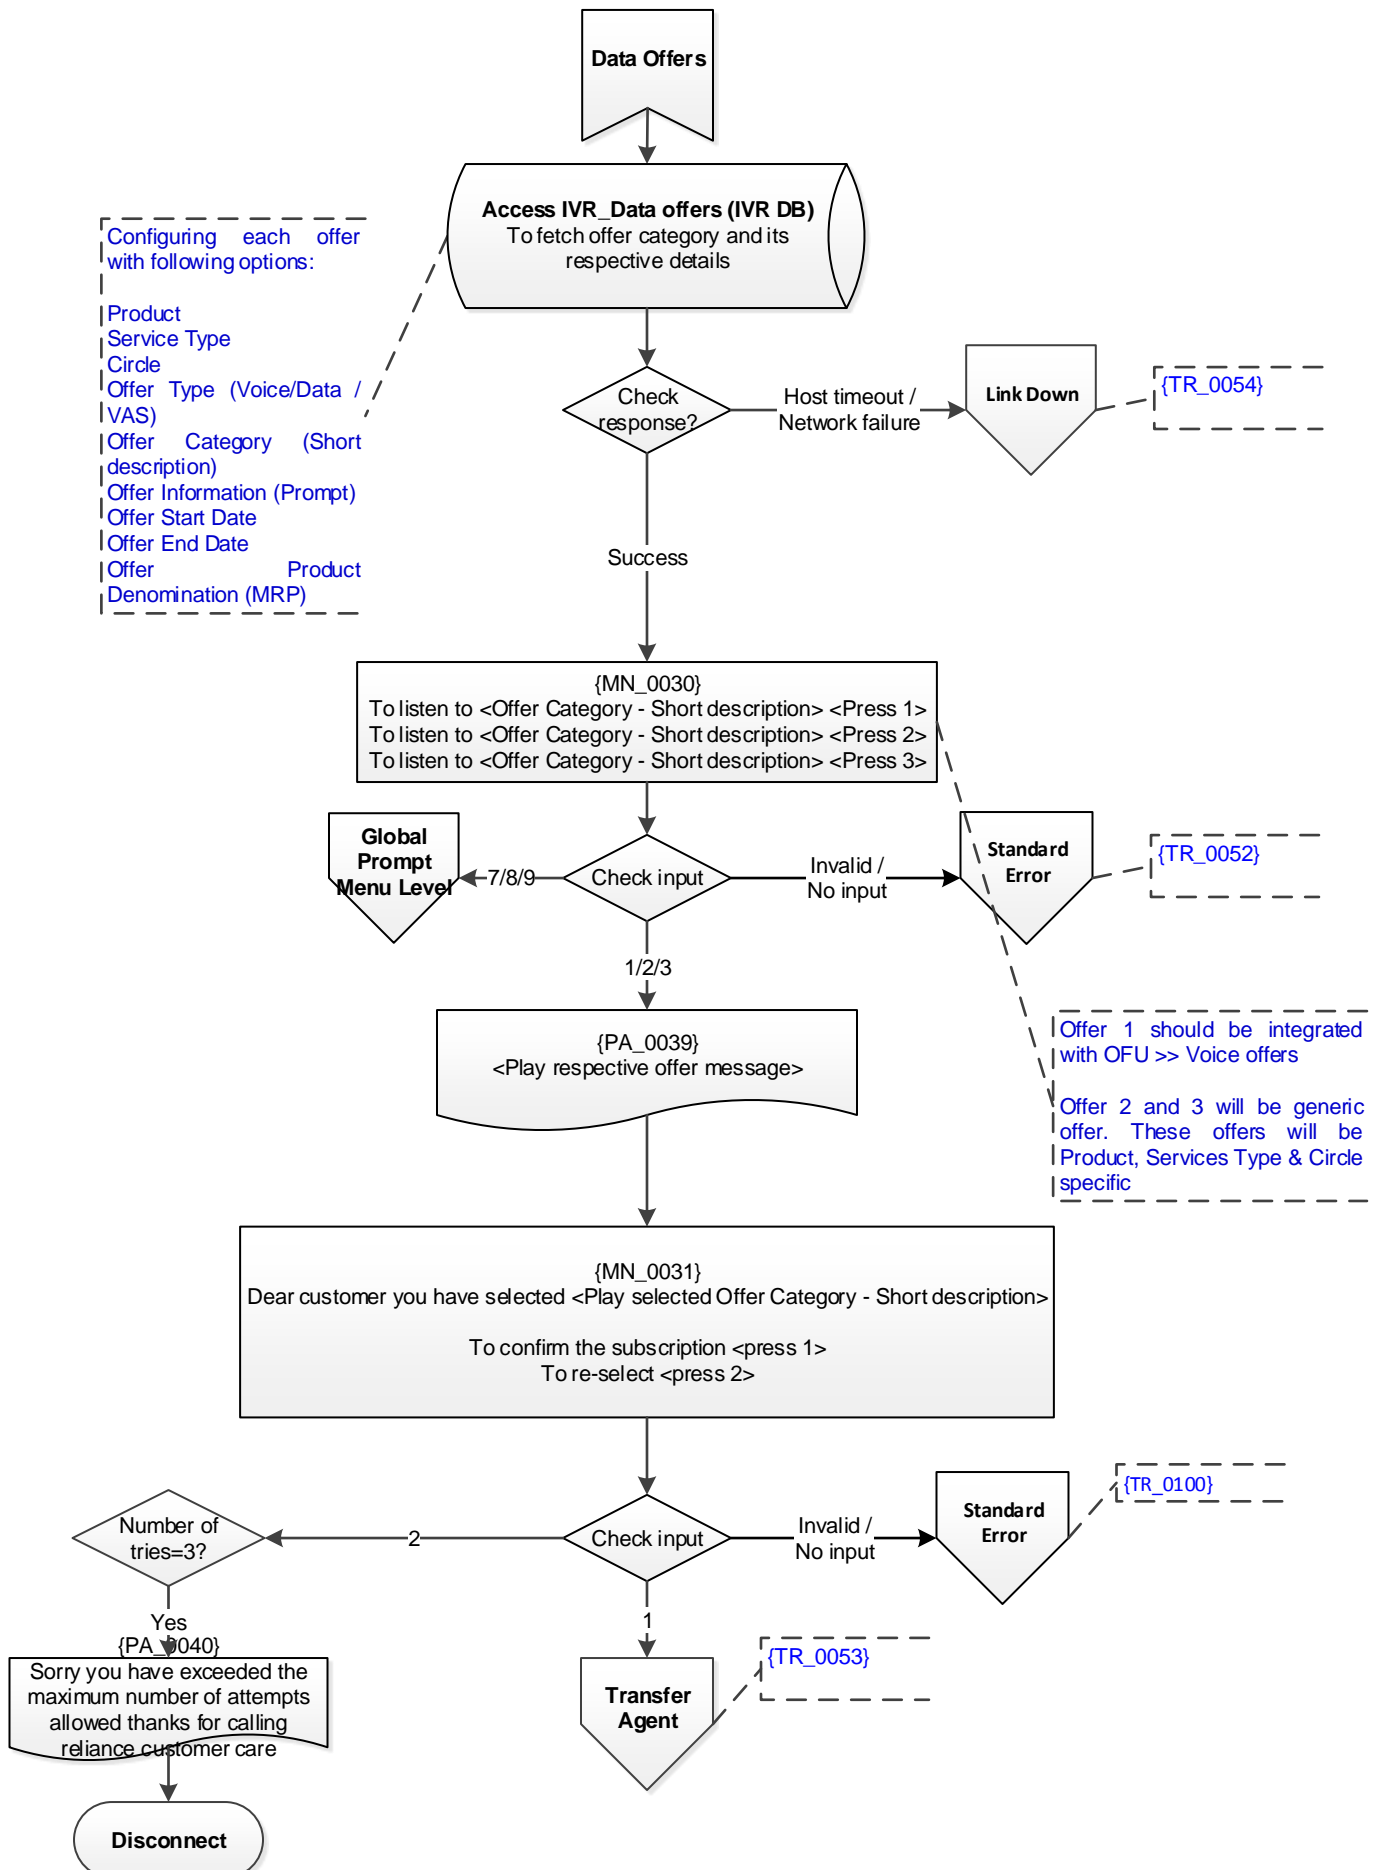 Data Offers
Access IVR_Data offers (IVR DB)
To fetch offer category and its
respective details
Configuring each offer
with following options:
Product
Service Type
Circle
Offer Type (Voice/Data /
VAS)
Offer Category (Short
description)
Offer Information (Prompt)
Offer Start Date
Offer End Date
Offer Product
Denomination (MRP)
Check
response?
Host timeout /
Network failure
Link Down
{TR_0054}
Success
{MN_0030}
To listen to <Offer Category - Short description> <Press 1>
To listen to <Offer Category - Short description> <Press 2>
To listen to <Offer Category - Short description> <Press 3>
Global
Prompt
Menu Level
7/8/9
Check input
Invalid /
No input
Standard
Error
{TR_0052}
1/2/3
{PA_0039}
<Play respective offer message>
Offer 1 should be integrated
with OFU >> Voice offers
Offer 2 and 3 will be generic
offer. These offers will be
Product, Services Type & Circle
specific
{MN_0031}
Dear customer you have selected <Play selected Offer Category - Short description>
To confirm the subscription <press 1>
To re-select <press 2>
Number of
tries=3?
2
Check input
Invalid /
No input
Standard
Error
{TR_0100}
Yes
{PA_0040}
Sorry you have exceeded the
maximum number of attempts
allowed thanks for calling
reliance customer care
1
Transfer
Agent
{TR_0053}
Disconnect